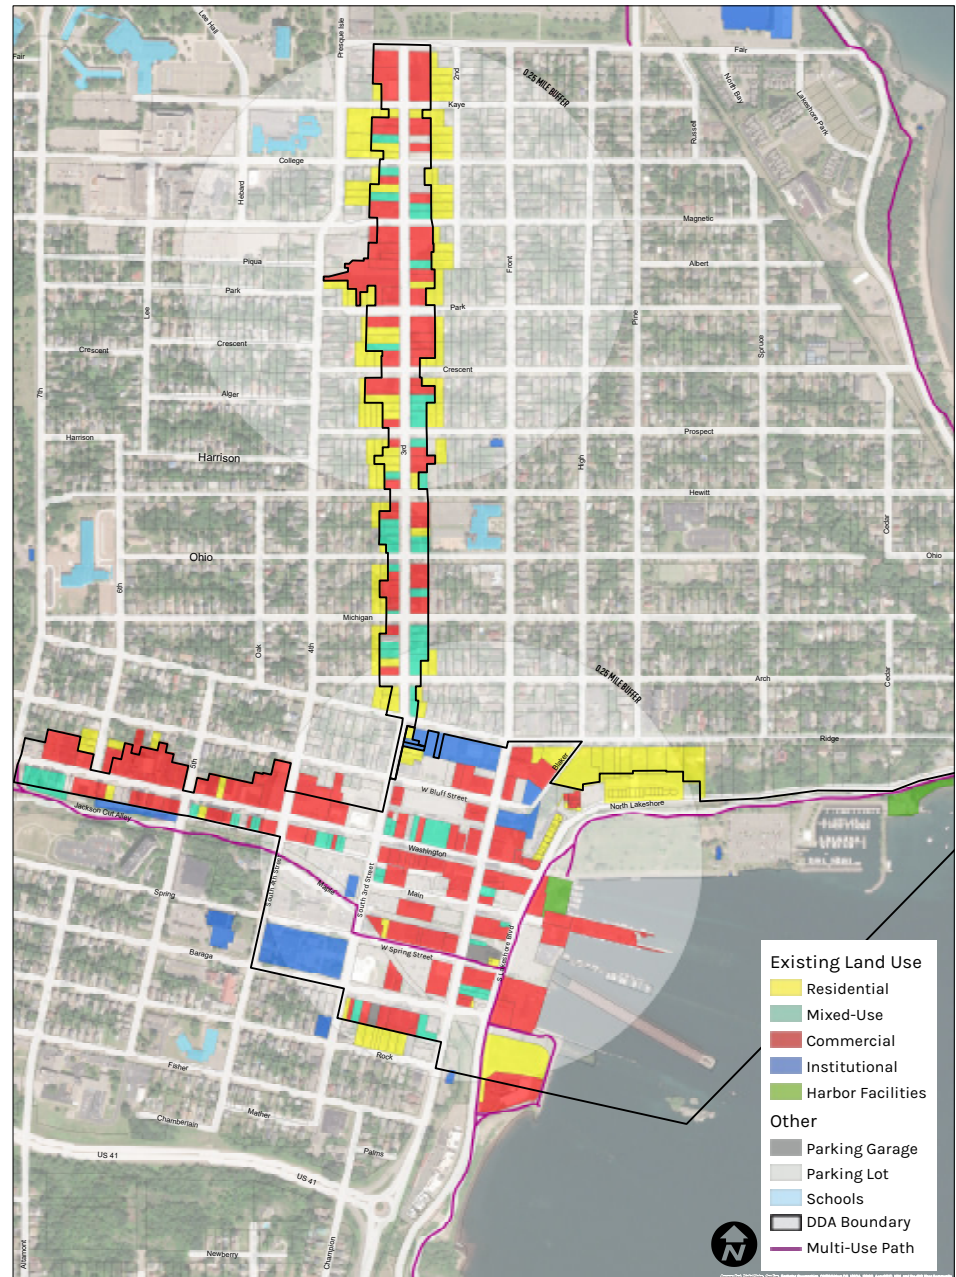 Lee Hall
Presque Isle
2nd
0.25 MILE BUFFER
Fair
Fair
North Bay
Lakeshore Park
Kaye
Russell
College
Hebard
Magnetic
Piqua
Front
Albert
Park
Park
Lee
Pine
Spruce
Crescent
Crescent
Crescent
7th
Alger
Harrison
Harrison
3rd
Prospect
High
Hewitt
Cedar
Ohio
Ohio
6th
Michigan
Oak
4th
0.25 MILE BUFFER
Arch
Cedar
Ridge
5th
Blaker
W Bluff Street
North Lakeshore
Jackson Cut Alley
Washington
South 4th Street
Maple
South 3rd Street
Main
Spring
S Lakeshore Blvd
W Spring Street
Baraga
Rock
Fisher
Mather
Chamberlain
Palms
US 41
US 41
Altamont
Newberry
Champion
Existing Land Use
Residential
Mixed-Use
Commercial
Institutional
Harbor Facilities
Other
Parking Garage
Parking Lot
Schools
DDA Boundary
Multi-Use Path
N